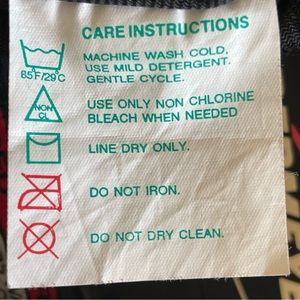 CARE INSTRUCTIONS
MACHINE WASH COLD.
USE MILD DETERGENT.
GENTLE CYCLE.
85°F/29°C
NON
CL
USE ONLY NON CHLORINE
BLEACH WHEN NEEDED
LINE DRY ONLY.
DO NOT IRON.
DO NOT DRY CLEAN.